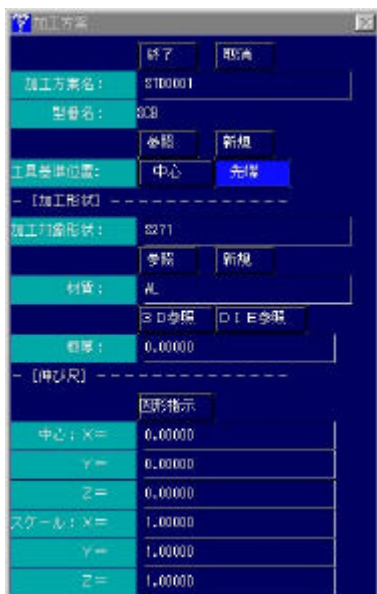 加工方案
終了 取消
加工方案名： STD0001
型番名： SCB
参照 新規
工具基準位置： 中心 先端
- [加工形状] - - - - - - - - - - - - -
加工対象形状： S271
参照 新規
材質： AL
３Ｄ参照 ＤＩＥ参照
板厚： 0.00000
- [伸び尺] - - - - - - - - - - - - - -
図形指示
中心：X＝ 0.00000
Y＝ 0.00000
Z＝ 0.00000
スケール：X＝ 1.00000
Y＝ 1.00000
Z＝ 1.00000